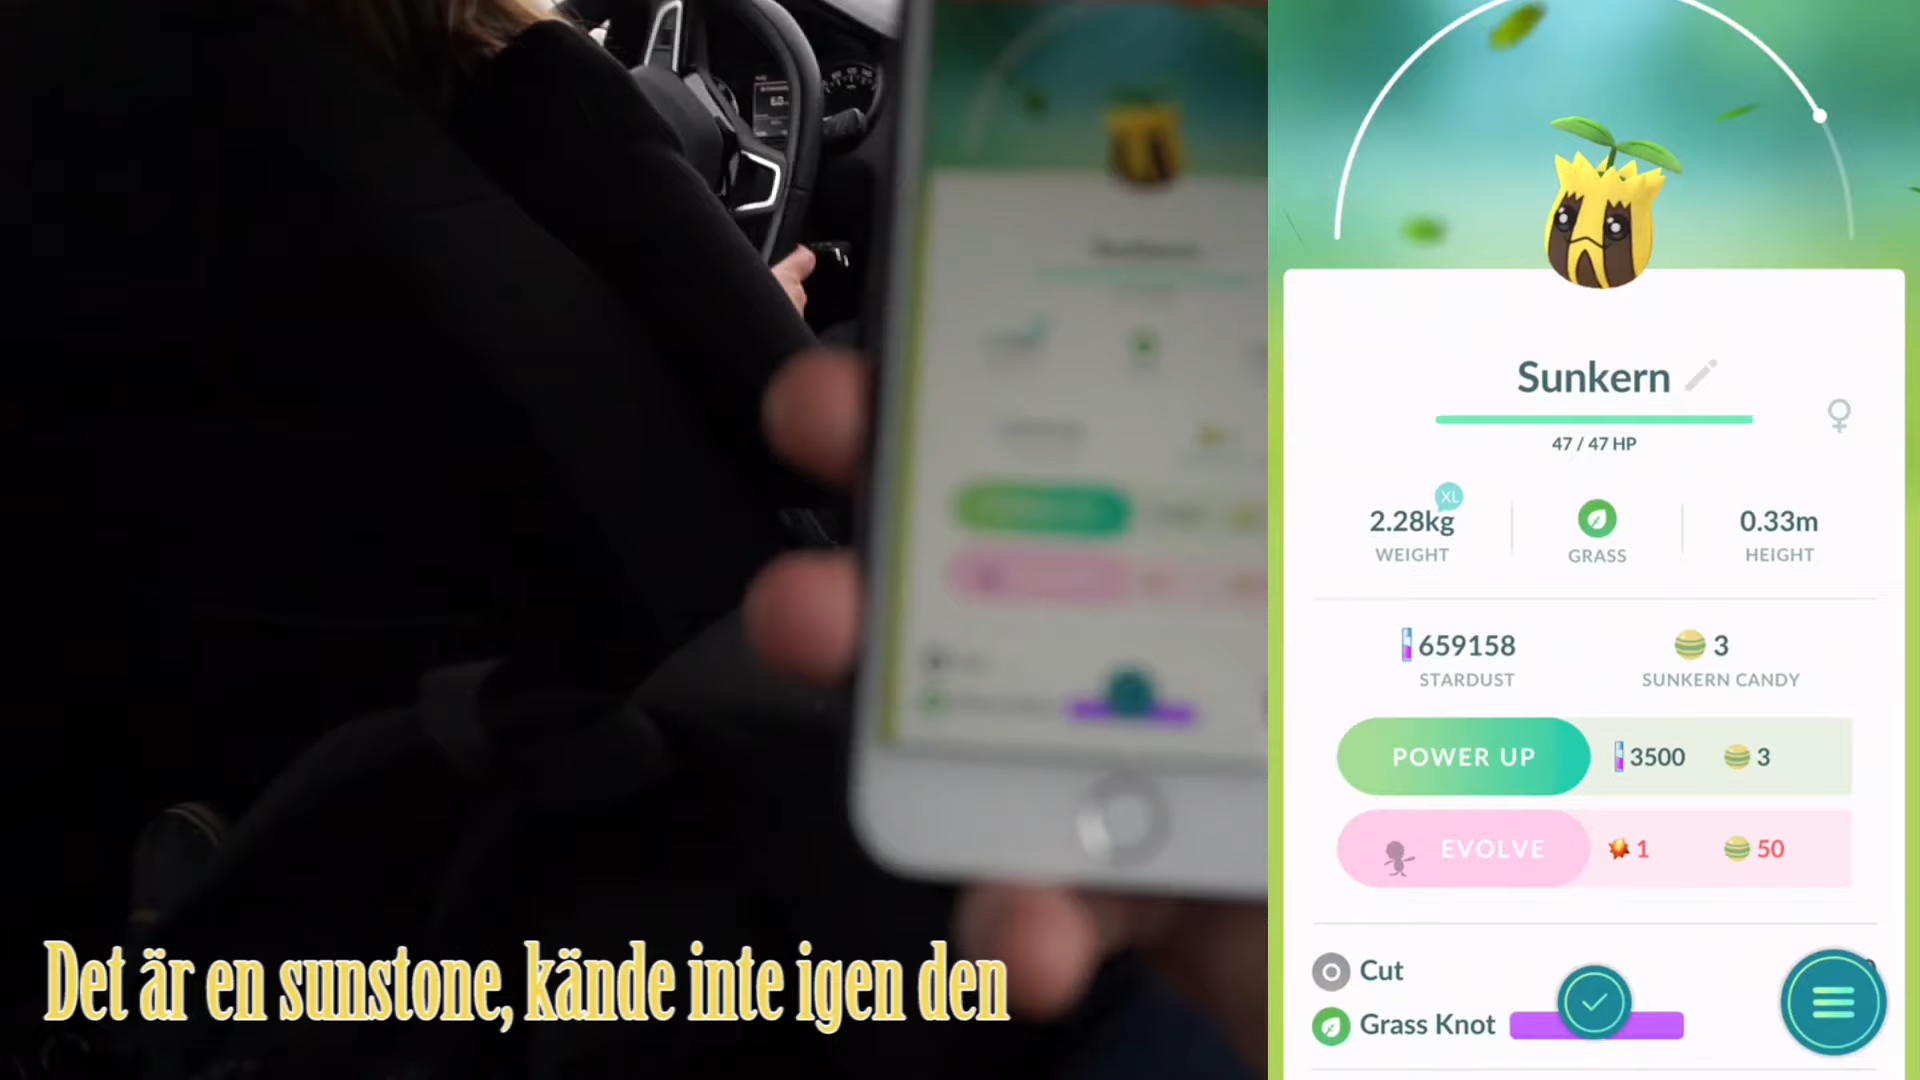 Det är en sunstone, kände inte igen den
Sunkern
47 / 47 HP
XL
2.28kg
WEIGHT
GRASS
0.33m
HEIGHT
659158
STARDUST
3
SUNKERN CANDY
POWER UP
3500
3
EVOLVE
1
50
Cut
Grass Knot